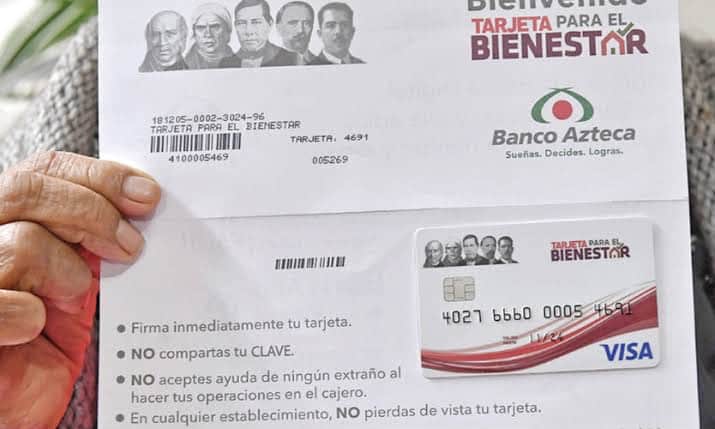 Bienvenido
TARJETA PARA EL
BIENESTAR
181205-0002-3024-96
TARJETA PARA EL BIENESTAR
TARJETA: 4691
4100005469
005269
Banco Azteca
Sueñas. Decides. Logras.
TARJETA PARA EL
BIENESTAR
4027 6660 0005 4691
11/26
VISA
• Firma inmediatamente tu tarjeta.
• NO compartas tu CLAVE.
• NO aceptes ayuda de ningún extraño al
hacer tus operaciones en el cajero.
• En cualquier establecimiento, NO pierdas de vista tu tarjeta.